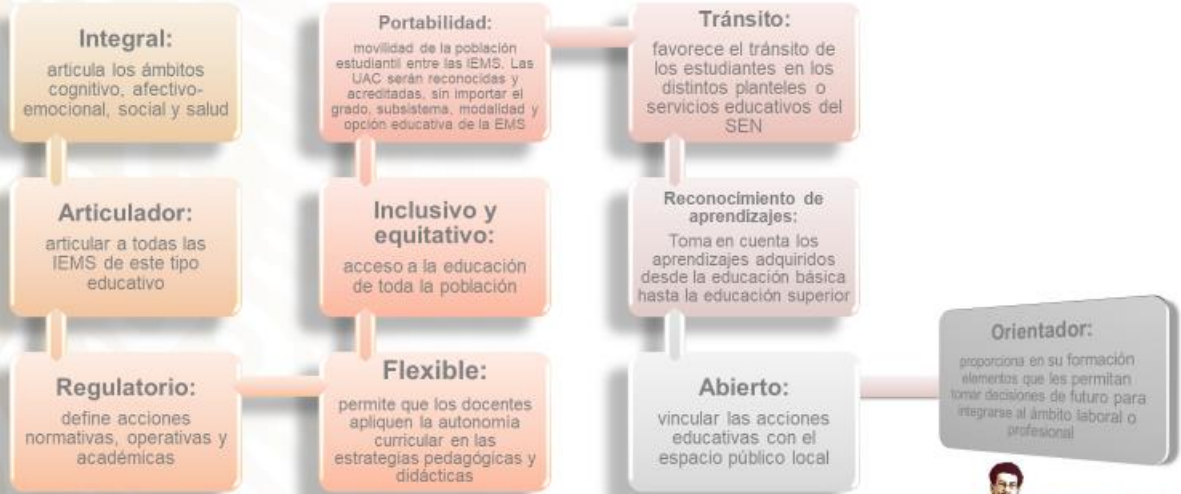 Integral:
articula los ámbitos
cognitivo, afectivo-
emocional, social y salud
Articulador:
articular a todas las
IEMS de este tipo
educativo
Regulatorio:
define acciones
normativas, operativas y
académicas
Flexible:
permite que los docentes
apliquen la autonomía
curricular en las
estrategias pedagógicas y
didácticas
Inclusivo y
equitativo:
acceso a la educación
de toda la población
Portabilidad:
movilidad de la población
estudiantil entre las IEMS. Las
UAC serán reconocidas y
acreditadas, sin importar el
grado, subsistema, modalidad y
opción educativa de la EMS
Tránsito:
favorece el tránsito de
los estudiantes en los
distintos planteles o
servicios educativos del
SEN
Reconocimiento de
aprendizajes:
Toma en cuenta los
aprendizajes adquiridos
desde la educación básica
hasta la educación superior
Abierto:
vincular las acciones
educativas con el
espacio público local
Orientador:
proporciona en su formación
elementos que les permitan
tomar decisiones de futuro para
integrarse al ámbito laboral o
profesional